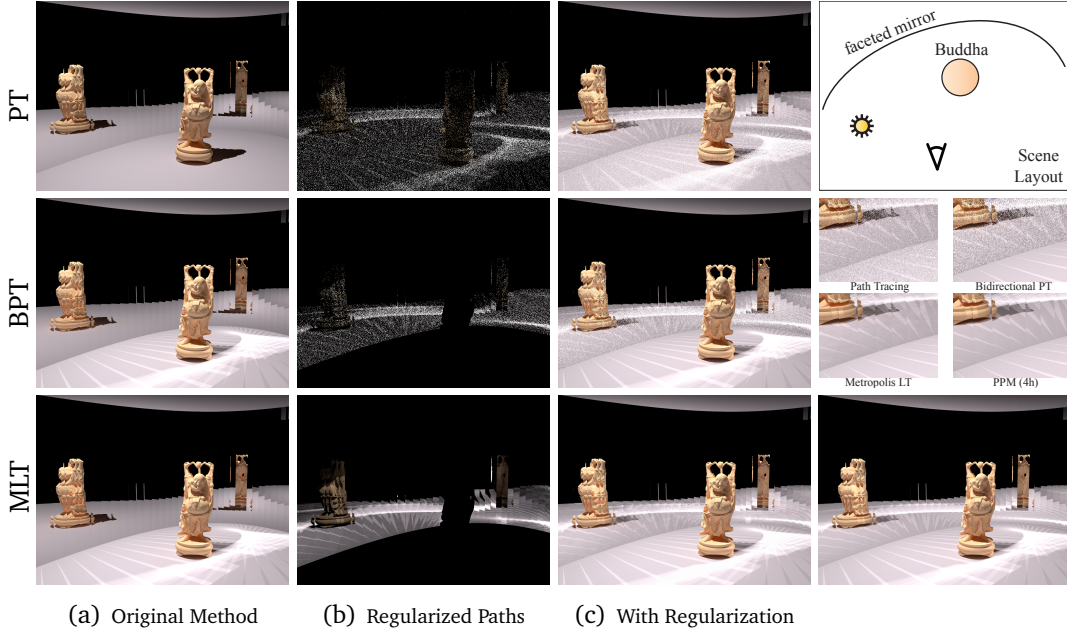 PT
faceted mirror
Buddha
Scene
Layout
BPT
Path Tracing
Bidirectional PT
Metropolis LT
PPM (4h)
MLT
(a) Original Method
(b) Regularized Paths
(c) With Regularization